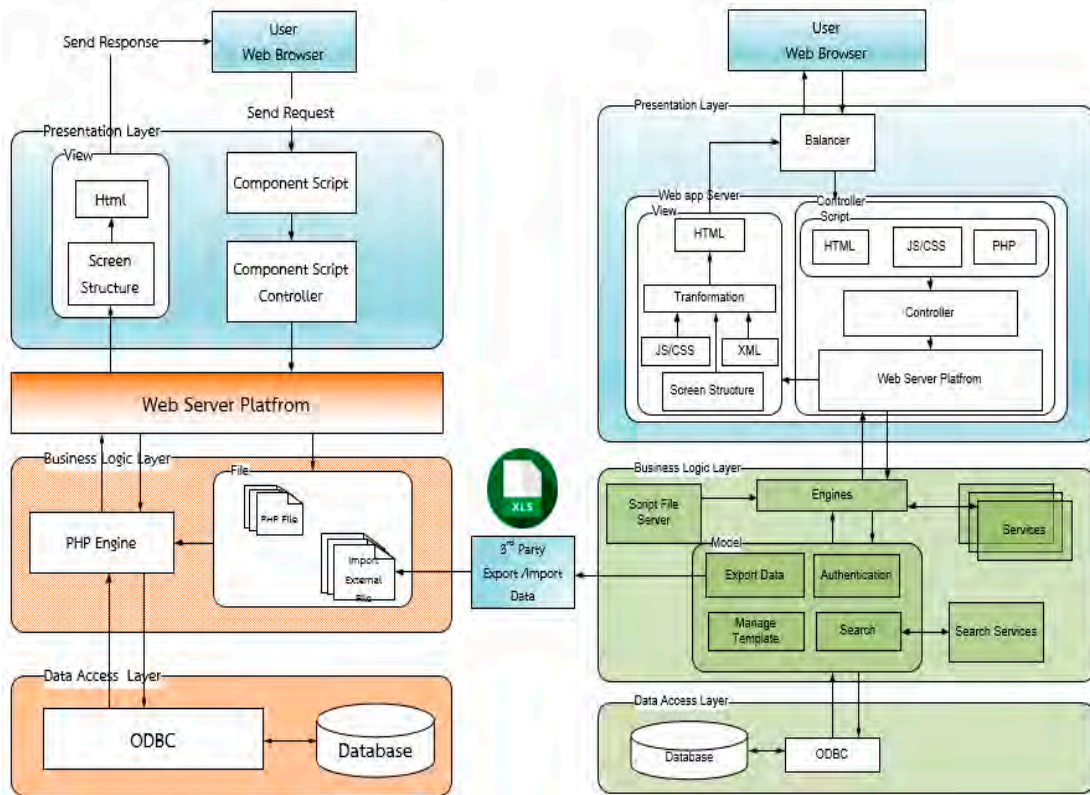 User
Web Browser
Send Response
Send Request
Presentation Layer
View
Html
Screen
Structure
Component Script
Component Script
Controller
Web Server Platfrom
Business Logic Layer
File
PHP File
Import
External
File
PHP Engine
Data Access Layer
ODBC
Database
XLS
3rd Party
Export /Import
Data
User
Web Browser
Presentation Layer
Balancer
Web app Server
View
HTML
Tranformation
JS/CSS
XML
Screen Structure
Controller
Script
HTML
JS/CSS
PHP
Controller
Web Server Platfrom
Business Logic Layer
Script File
Server
Engines
Services
Model
Export Data
Authentication
Manage
Template
Search
Search Services
Data Access Layer
Database
ODBC